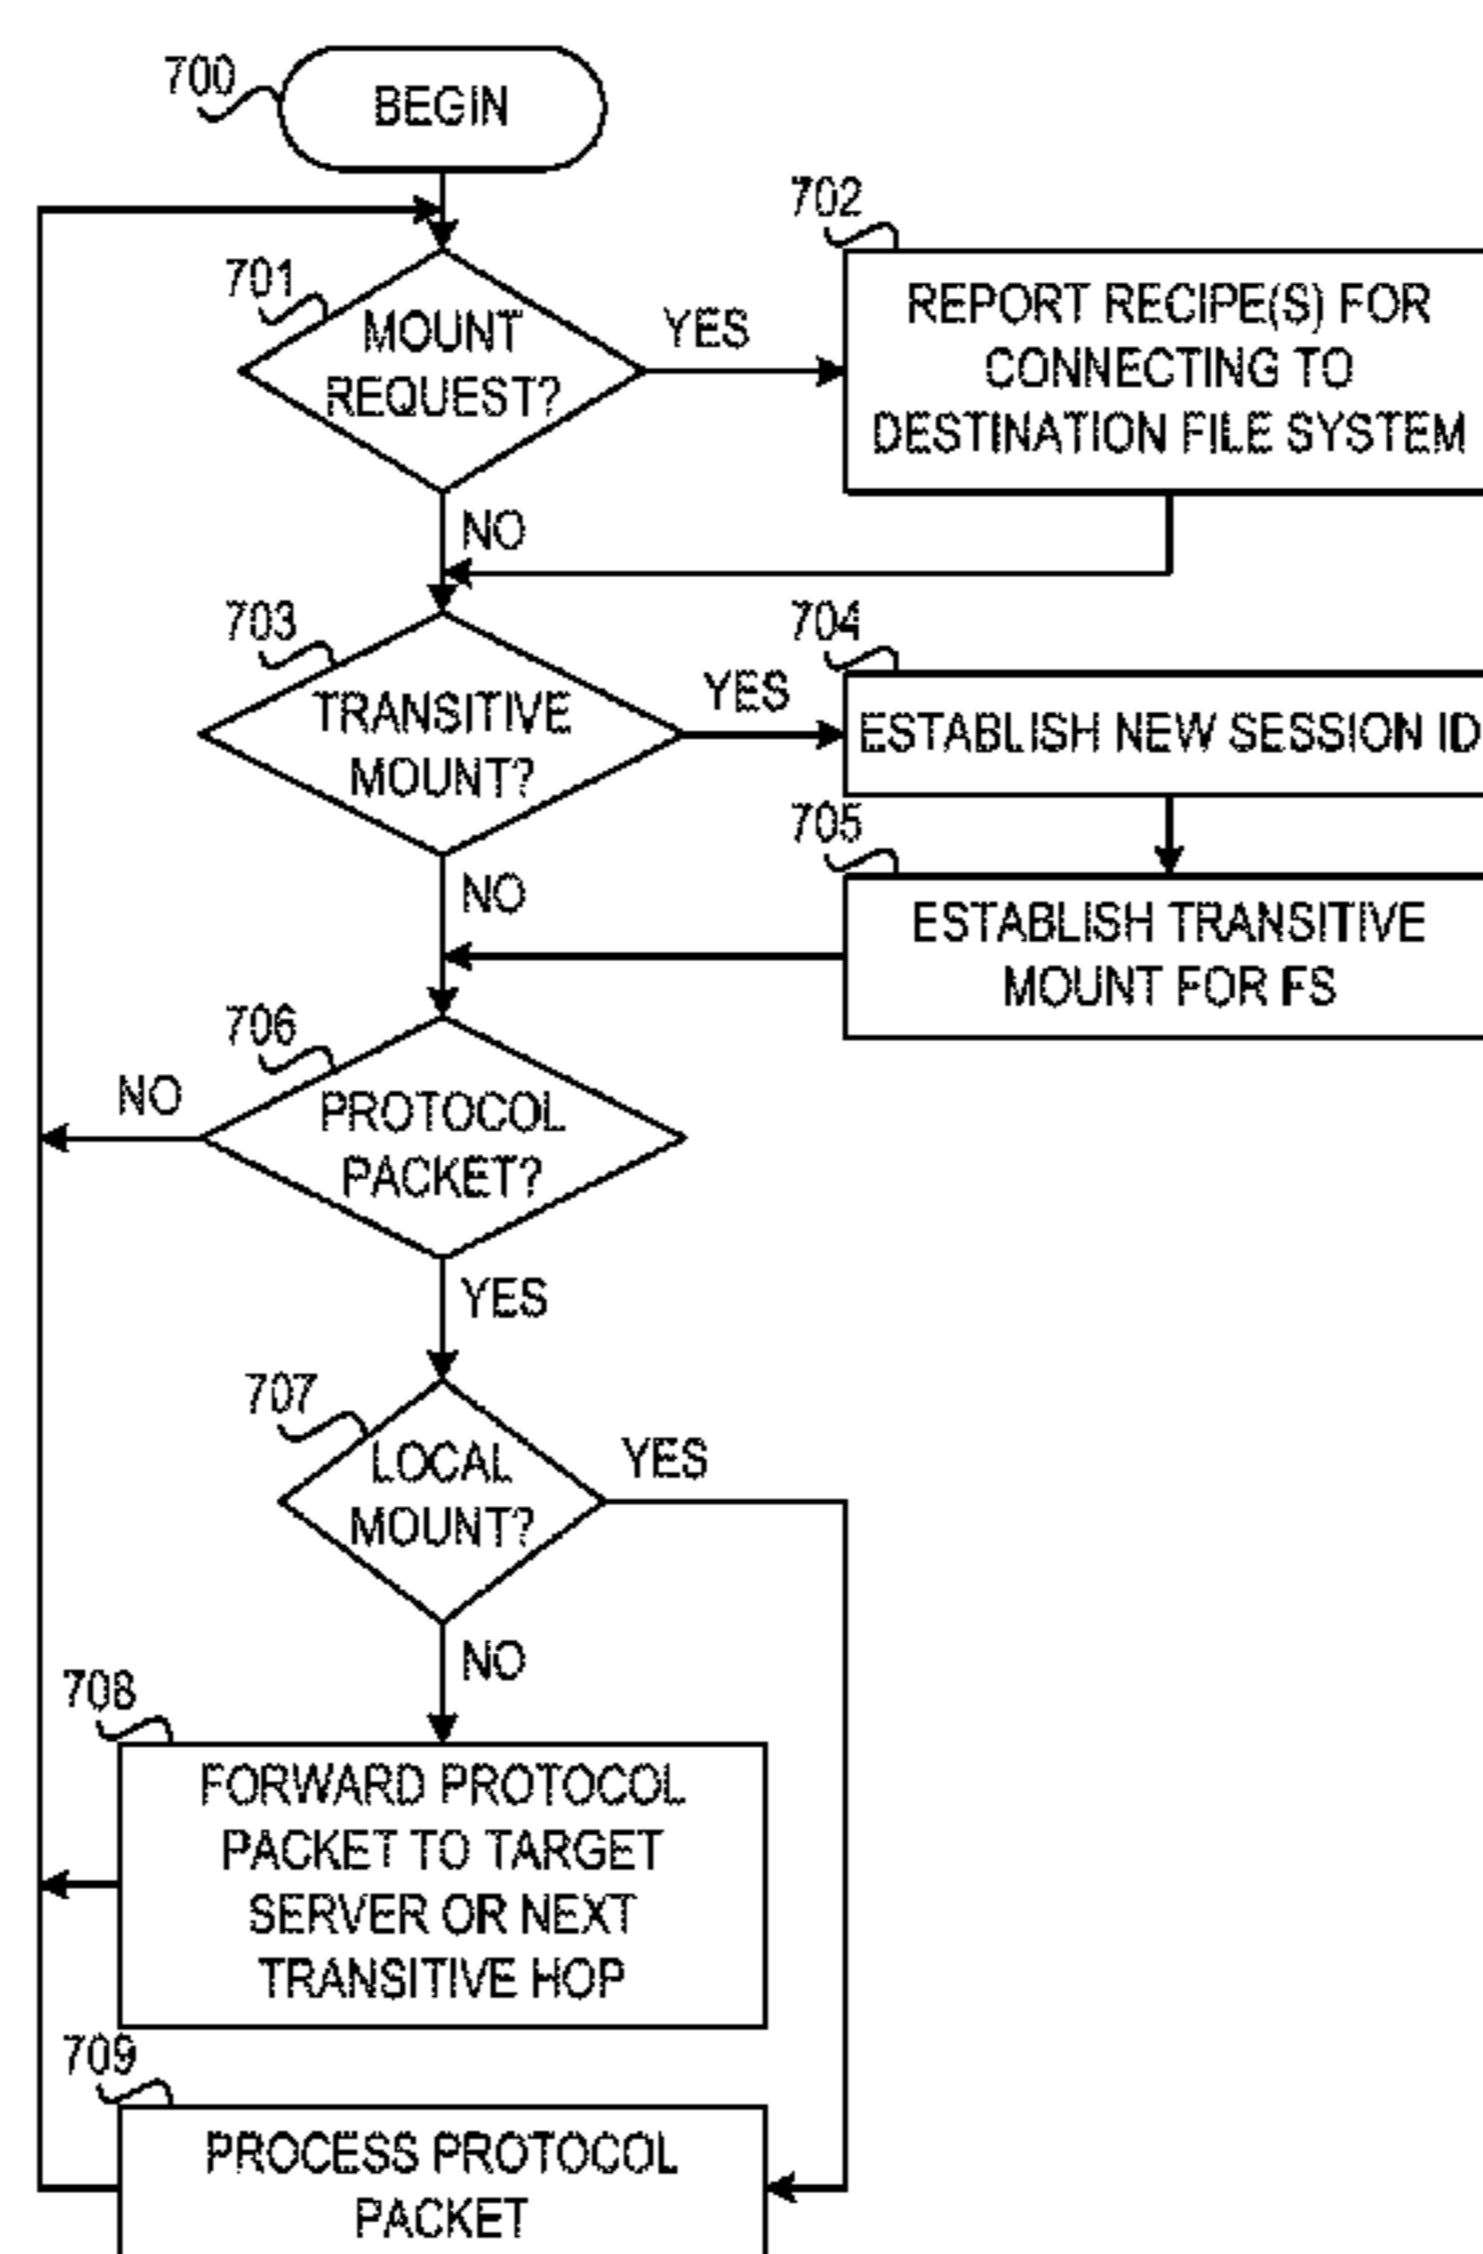 700
BEGIN
702
701
MOUNT
REQUEST?
YES
REPORT RECIPE(S) FOR
CONNECTING TO
DESTINATION FILE SYSTEM
NO
703
TRANSITIVE
MOUNT?
YES
704
ESTABLISH NEW SESSION ID
705
ESTABLISH TRANSITIVE
MOUNT FOR FS
NO
706
PROTOCOL
PACKET?
NO
YES
707
LOCAL
MOUNT?
YES
NO
708
FORWARD PROTOCOL
PACKET TO TARGET
SERVER OR NEXT
TRANSITIVE HOP
709
PROCESS PROTOCOL
PACKET